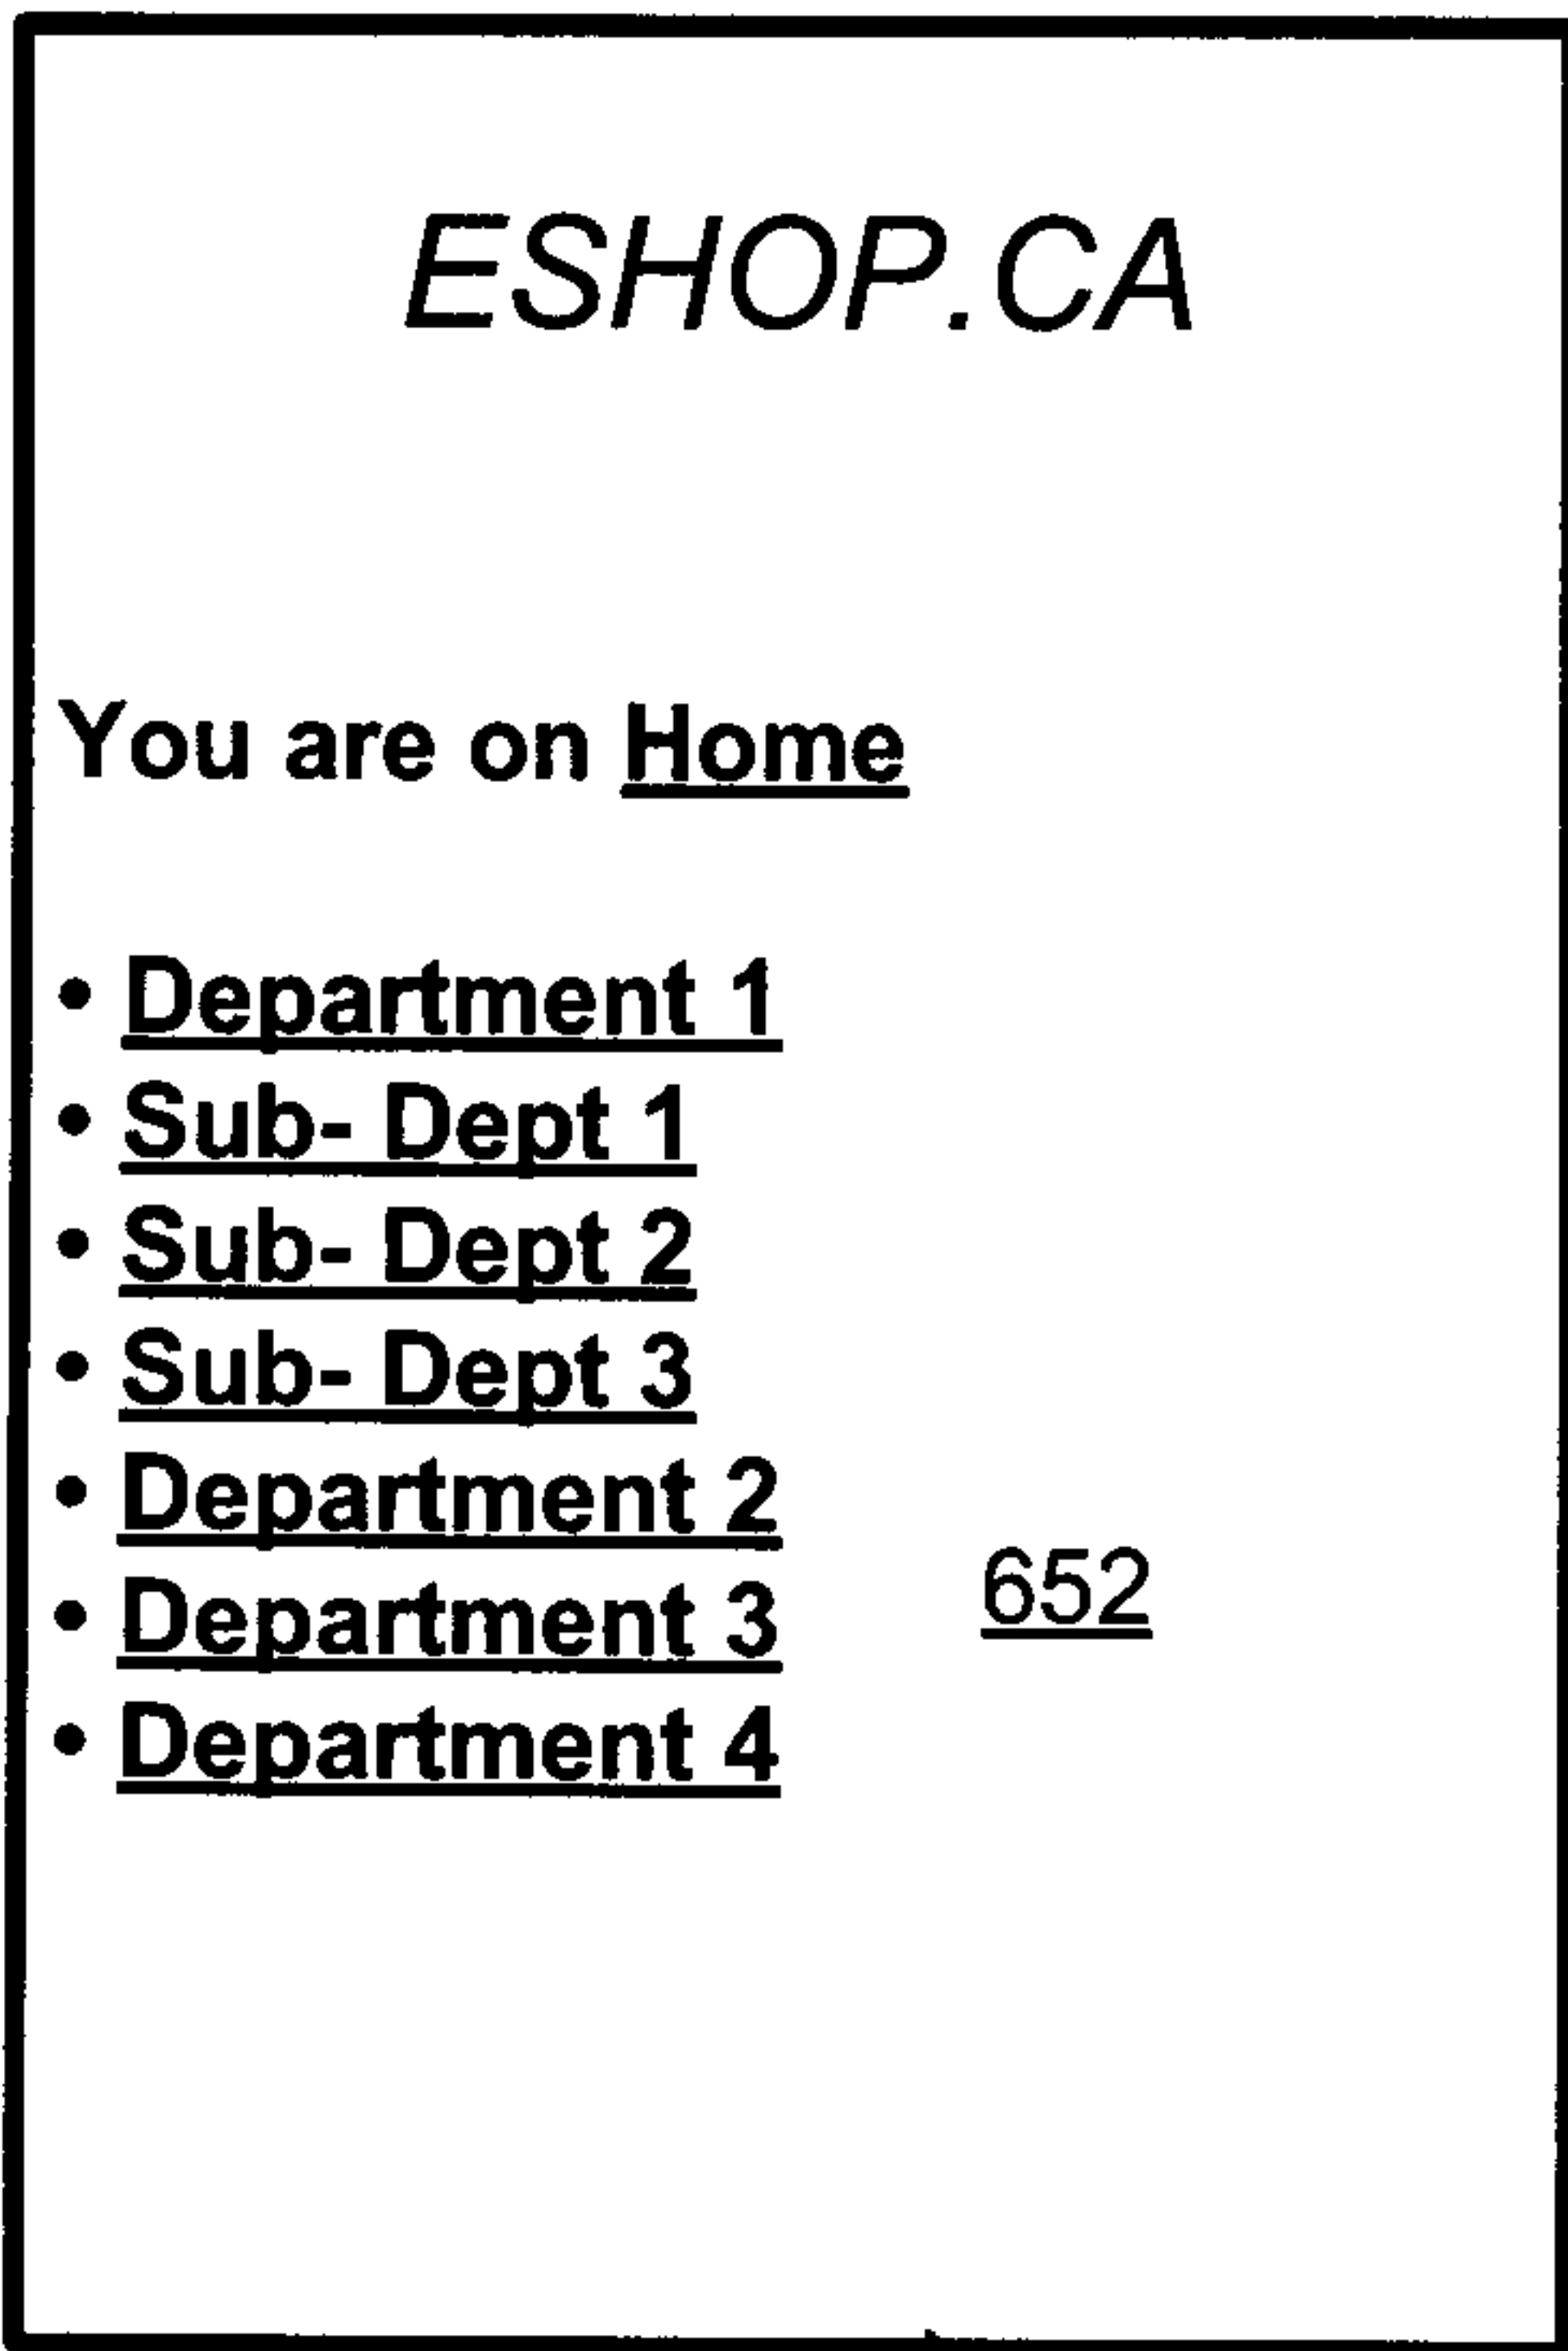 ESHOP.CA
You are on Home
• Department 1
• Sub- Dept 1
• Sub- Dept 2
• Sub- Dept 3
• Department 2
• Department 3
652
• Department 4